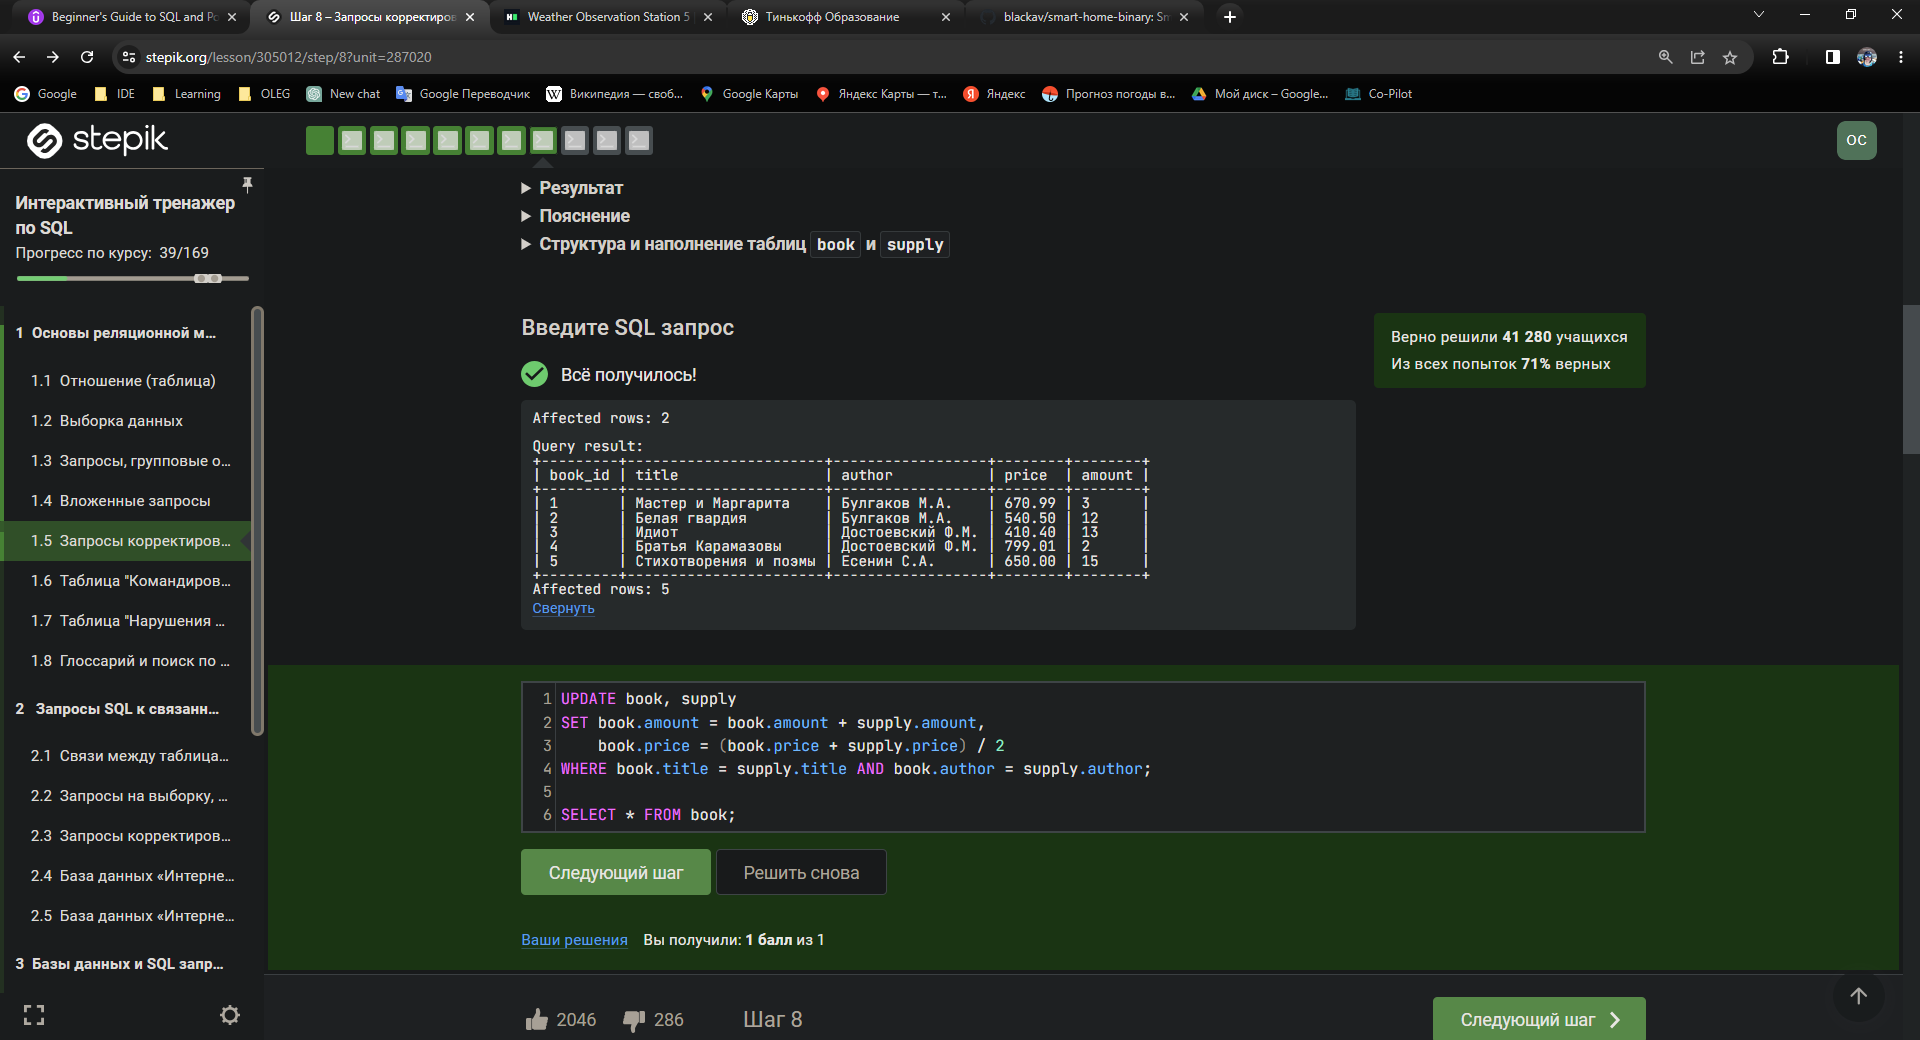 Beginner's Guide to SQL and Po
Шаг 8 – Запросы корректиров
Weather Observation Station 5
Тинькофф Образование
blackav/smart-home-binary: Sm
stepik.org/lesson/305012/step/8?unit=287020
Google
IDE
Learning
OLEG
New chat
Google Переводчик
Википедия — своб...
Google Карты
Яндекс Карты — т...
Яндекс
Прогноз погоды в...
Мой диск – Google...
Co-Pilot
stepik
OC
Интерактивный тренажер
по SQL
Прогресс по курсу: 39/169
1 Основы реляционной м...
1.1 Отношение (таблица)
1.2 Выборка данных
1.3 Запросы, групповые о...
1.4 Вложенные запросы
1.5 Запросы корректиров...
1.6 Таблица "Командиров...
1.7 Таблица "Нарушения ...
1.8 Глоссарий и поиск по ...
2 Запросы SQL к связанн...
2.1 Связи между таблица...
2.2 Запросы на выборку, ...
2.3 Запросы корректиров...
2.4 База данных «Интерне...
2.5 База данных «Интерне...
3 Базы данных и SQL запр...
Результат
Пояснение
Структура и наполнение таблиц book и supply
Введите SQL запрос
Всё получилось!
Верно решили 41 280 учащихся
Из всех попыток 71% верных
Affected rows: 2
Query result:
+---------+-----------------------+------------------+--------+--------+
| book_id | title                 | author           | price  | amount |
+---------+-----------------------+------------------+--------+--------+
| 1       | Мастер и Маргарита    | Булгаков М.А.    | 670.99 | 3      |
| 2       | Белая гвардия         | Булгаков М.А.    | 540.50 | 12     |
| 3       | Идиот                 | Достоевский Ф.М. | 410.40 | 13     |
| 4       | Братья Карамазовы     | Достоевский Ф.М. | 799.01 | 2      |
| 5       | Стихотворения и поэмы | Есенин С.А.      | 650.00 | 15     |
+---------+-----------------------+------------------+--------+--------+
Affected rows: 5
Свернуть
1 UPDATE book, supply
2 SET book.amount = book.amount + supply.amount,
3     book.price = (book.price + supply.price) / 2
4 WHERE book.title = supply.title AND book.author = supply.author;
5
6 SELECT * FROM book;
Следующий шаг
Решить снова
Ваши решения Вы получили: 1 балл из 1
2046
286
Шаг 8
Следующий шаг